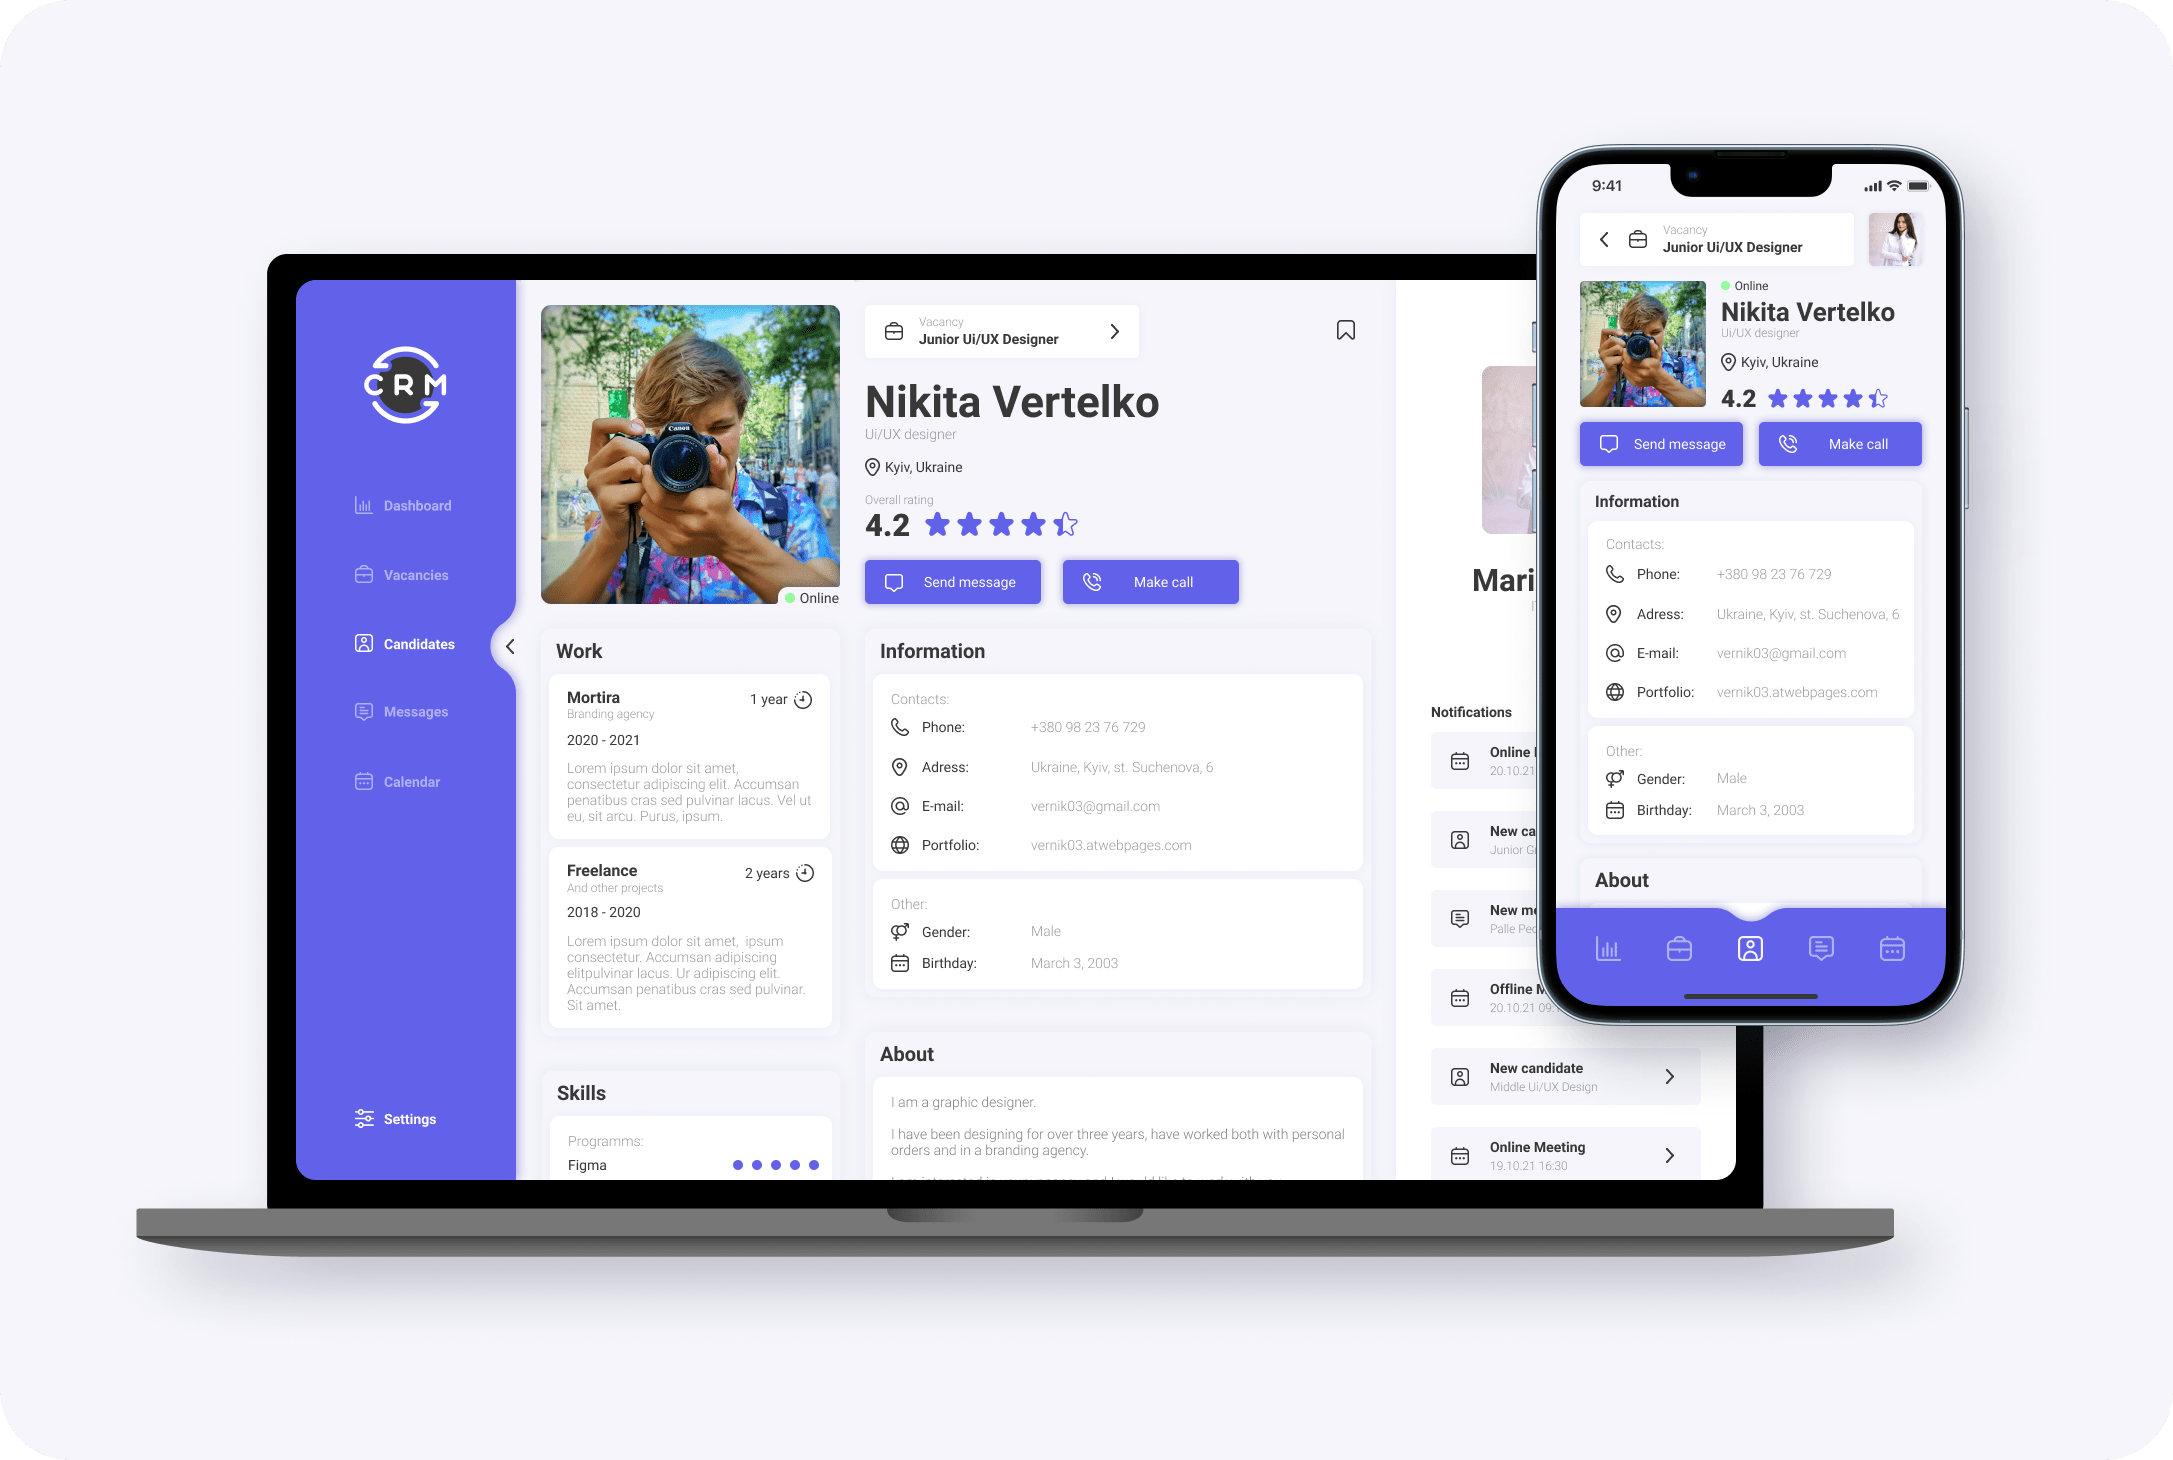 CRM
Dashboard
Vacancies
Candidates
Messages
Calendar
Settings
Canon
Online
Vacancy
Junior Ui/UX Designer
Nikita Vertelko
Ui/UX designer
Kyiv, Ukraine
Overall rating
4.2
Send message
Make call
Work
Mortira
1 year
Branding agency
2020 - 2021
Lorem ipsum dolor sit amet,
consectetur adipiscing elit. Accumsan
penatibus cras sed pulvinar lacus. Vel ut
eu, sit arcu. Purus, ipsum.
Freelance
2 years
And other projects
2018 - 2020
Lorem ipsum dolor sit amet, ipsum
consectetur. Accumsan adipiscing
elitpulvinar lacus. Ur adipiscing elit.
Accumsan penatibus cras sed pulvinar.
Sit amet.
Skills
Programms:
Figma
Information
Contacts:
Phone: +380 98 23 76 729
Adress: Ukraine, Kyiv, st. Suchenova, 6
E-mail: vernik03@gmail.com
Portfolio: vernik03.atwebpages.com
Other:
Gender: Male
Birthday: March 3, 2003
About
I am a graphic designer.
I have been designing for over three years, have worked both with personal
orders and in a branding agency.
Mari
Notifications
Online
20.10.21
New ca
Junior G
New me
Palle Pec
Offline M
20.10.21 09:
New candidate
Middle Ui/UX Design
Online Meeting
19.10.21 16:30
9:41
Vacancy
Junior Ui/UX Designer
Online
Nikita Vertelko
Ui/UX designer
Kyiv, Ukraine
4.2
Send message
Make call
Information
Contacts:
Phone: +380 98 23 76 729
Adress: Ukraine, Kyiv, st. Suchenova, 6
E-mail: vernik03@gmail.com
Portfolio: vernik03.atwebpages.com
Other:
Gender: Male
Birthday: March 3, 2003
About